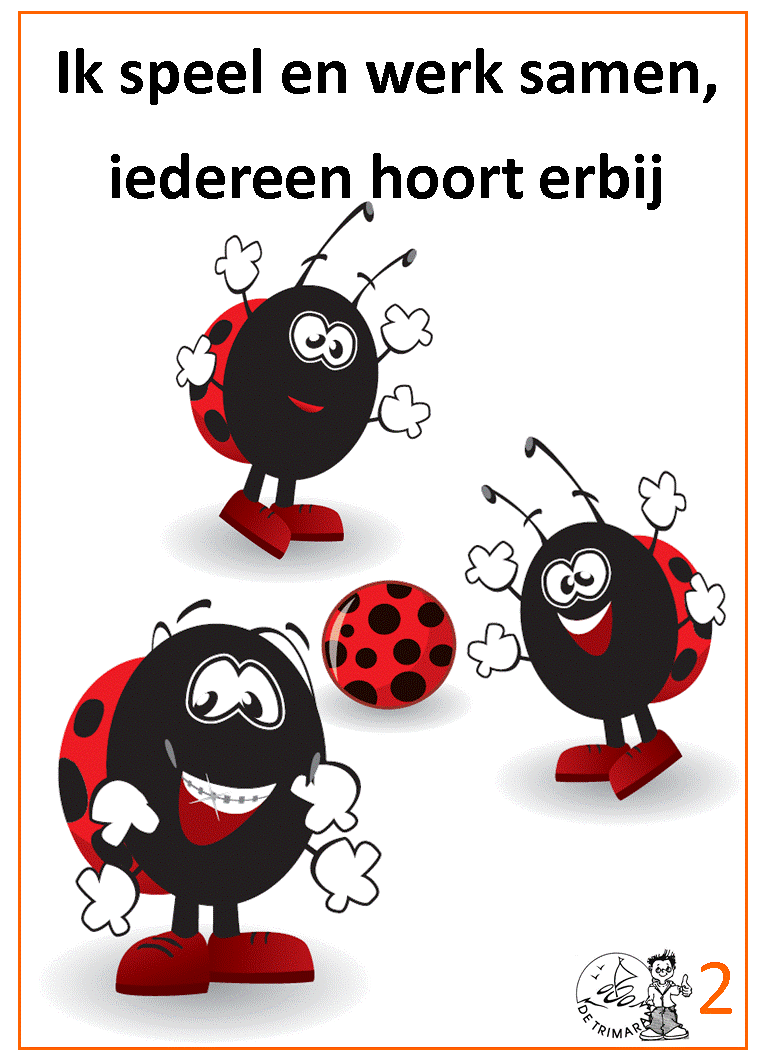 Ik speel en werk samen,
iedereen hoort erbij
DE TRIMARAN
2